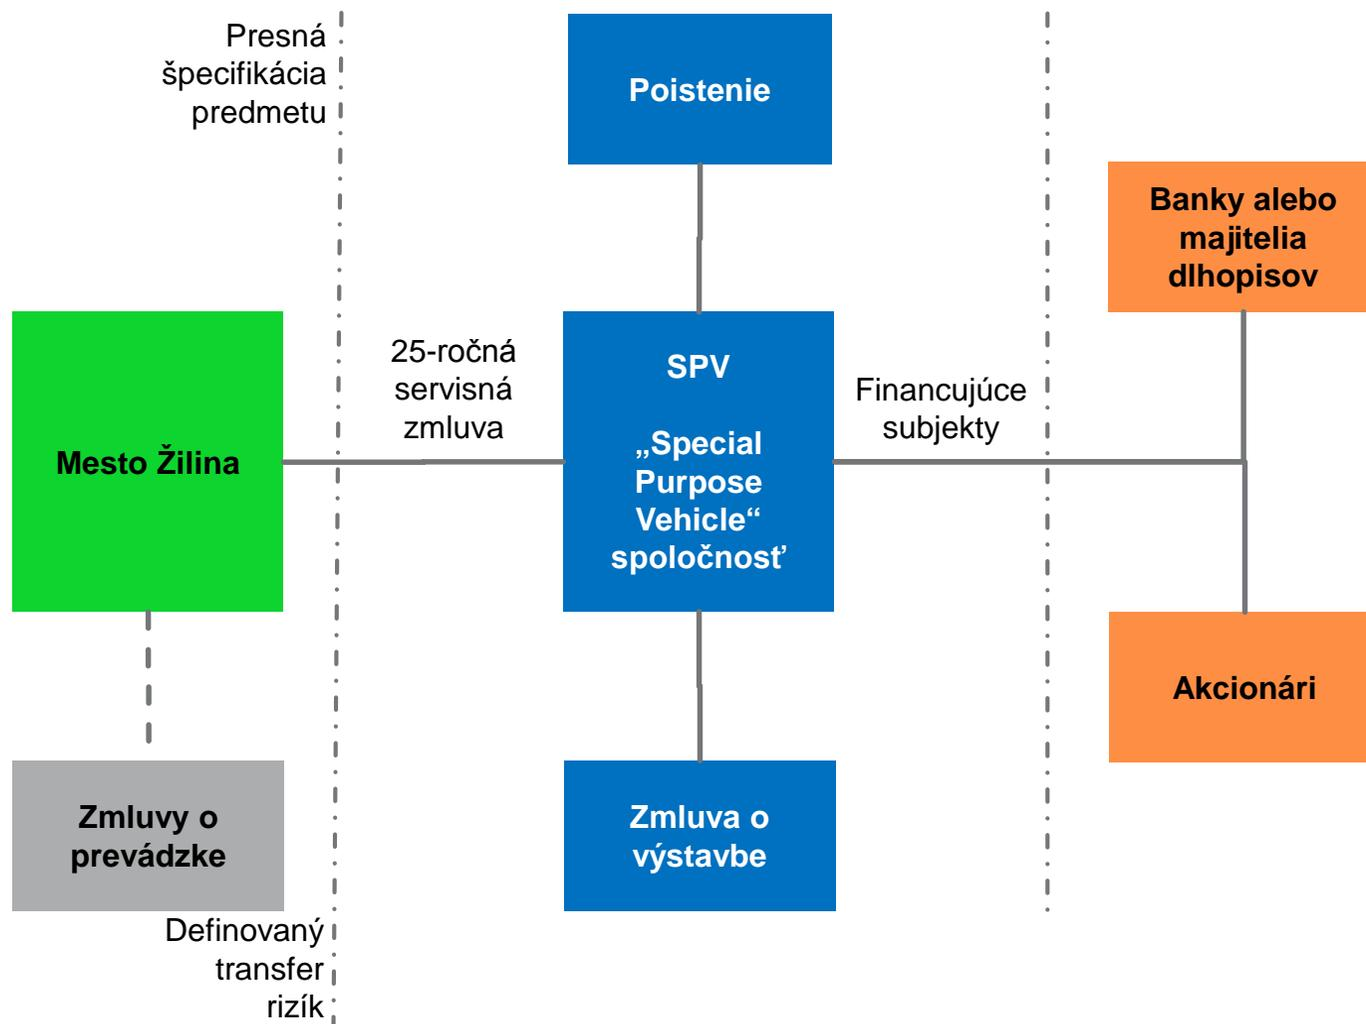 Presná
špecifikácia
predmetu
Poistenie
Banky alebo
majitelia
dlhopisov
Mesto Žilina
25-ročná
servisná
zmluva
SPV
„Special
Purpose
Vehicle“
spoločnosť
Financujúce
subjekty
Akcionári
Zmluvy o
prevádzke
Zmluva o
výstavbe
Definovaný
transfer
rizík